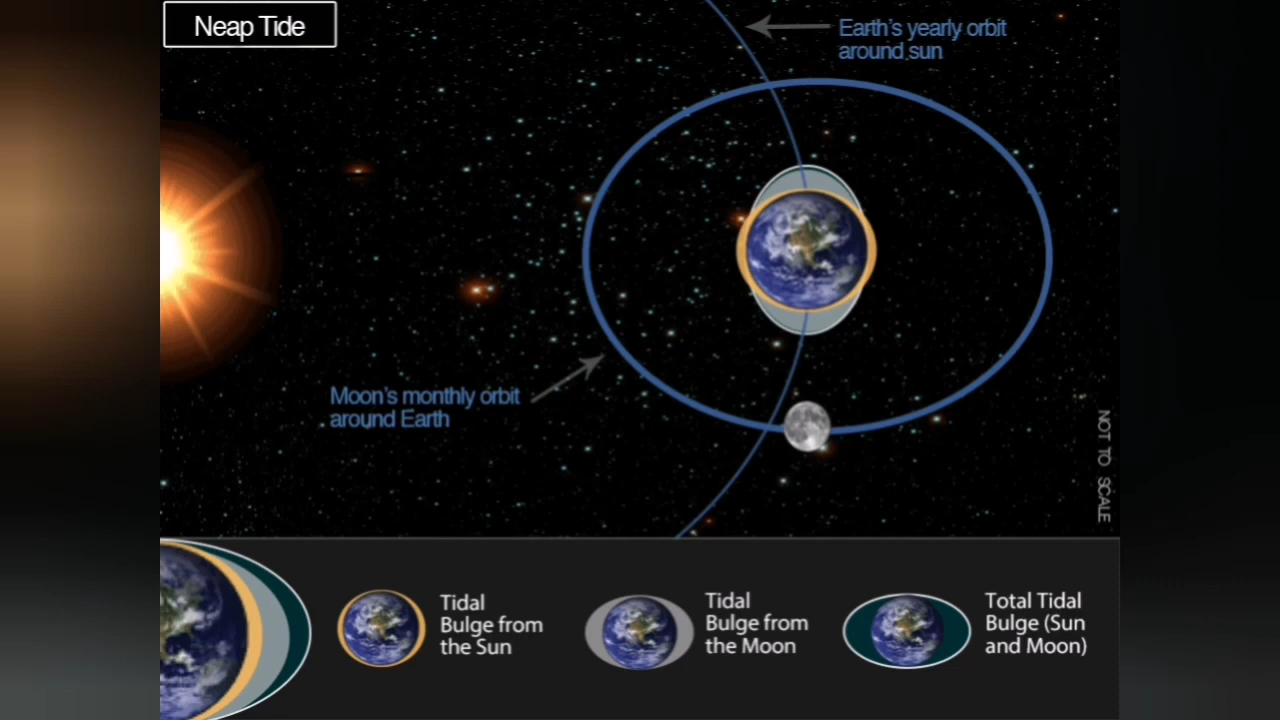 Neap Tide
Earth's yearly orbit
around sun
Moon's monthly orbit
around Earth
NOT TO SCALE
Tidal
Bulge from
the Sun
Tidal
Bulge from
the Moon
Total Tidal
Bulge (Sun
and Moon)